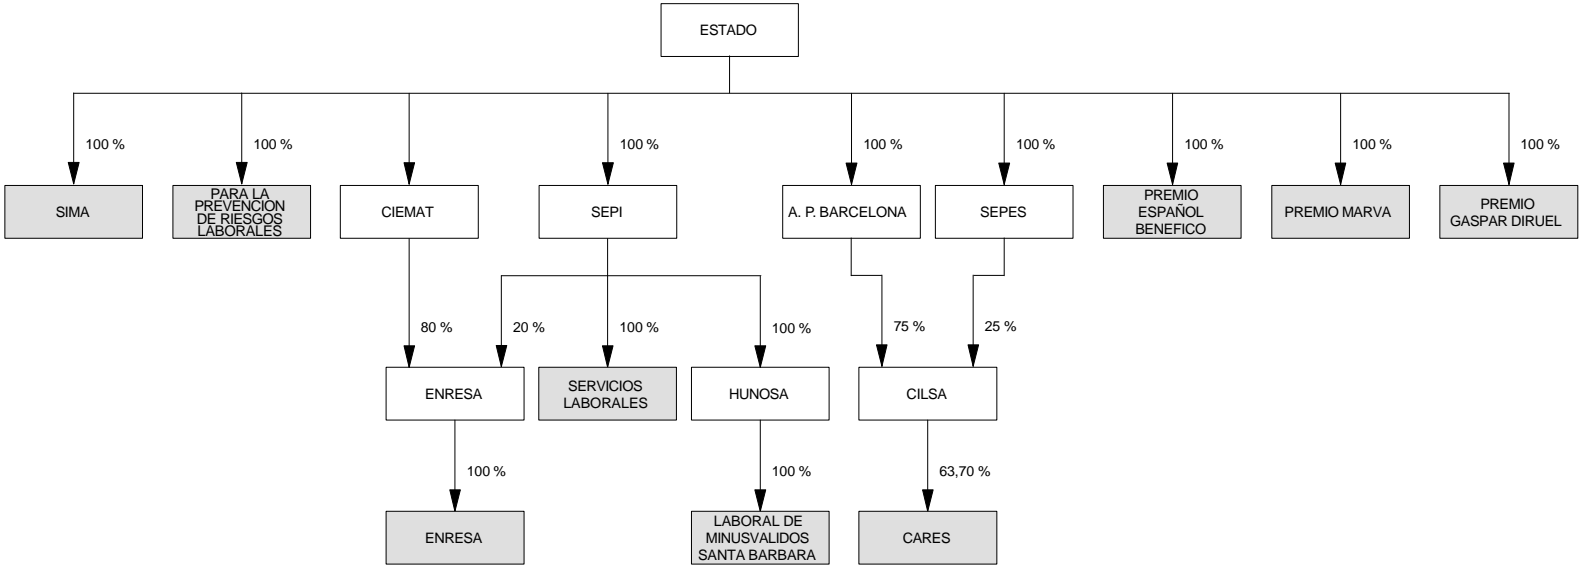 ESTADO
100 %
100 %
100 %
100 %
100 %
100 %
100 %
100 %
SIMA
PARA LA
PREVENCION
DE RIESGOS
LABORALES
CIEMAT
SEPI
A. P. BARCELONA
SEPES
PREMIO
ESPAÑOL
BENEFICO
PREMIO MARVA
PREMIO
GASPAR DIRUEL
80 %
20 %
100 %
100 %
75 %
25 %
ENRESA
SERVICIOS
LABORALES
HUNOSA
CILSA
100 %
100 %
63,70 %
ENRESA
LABORAL DE
MINUSVALIDOS
SANTA BARBARA
CARES